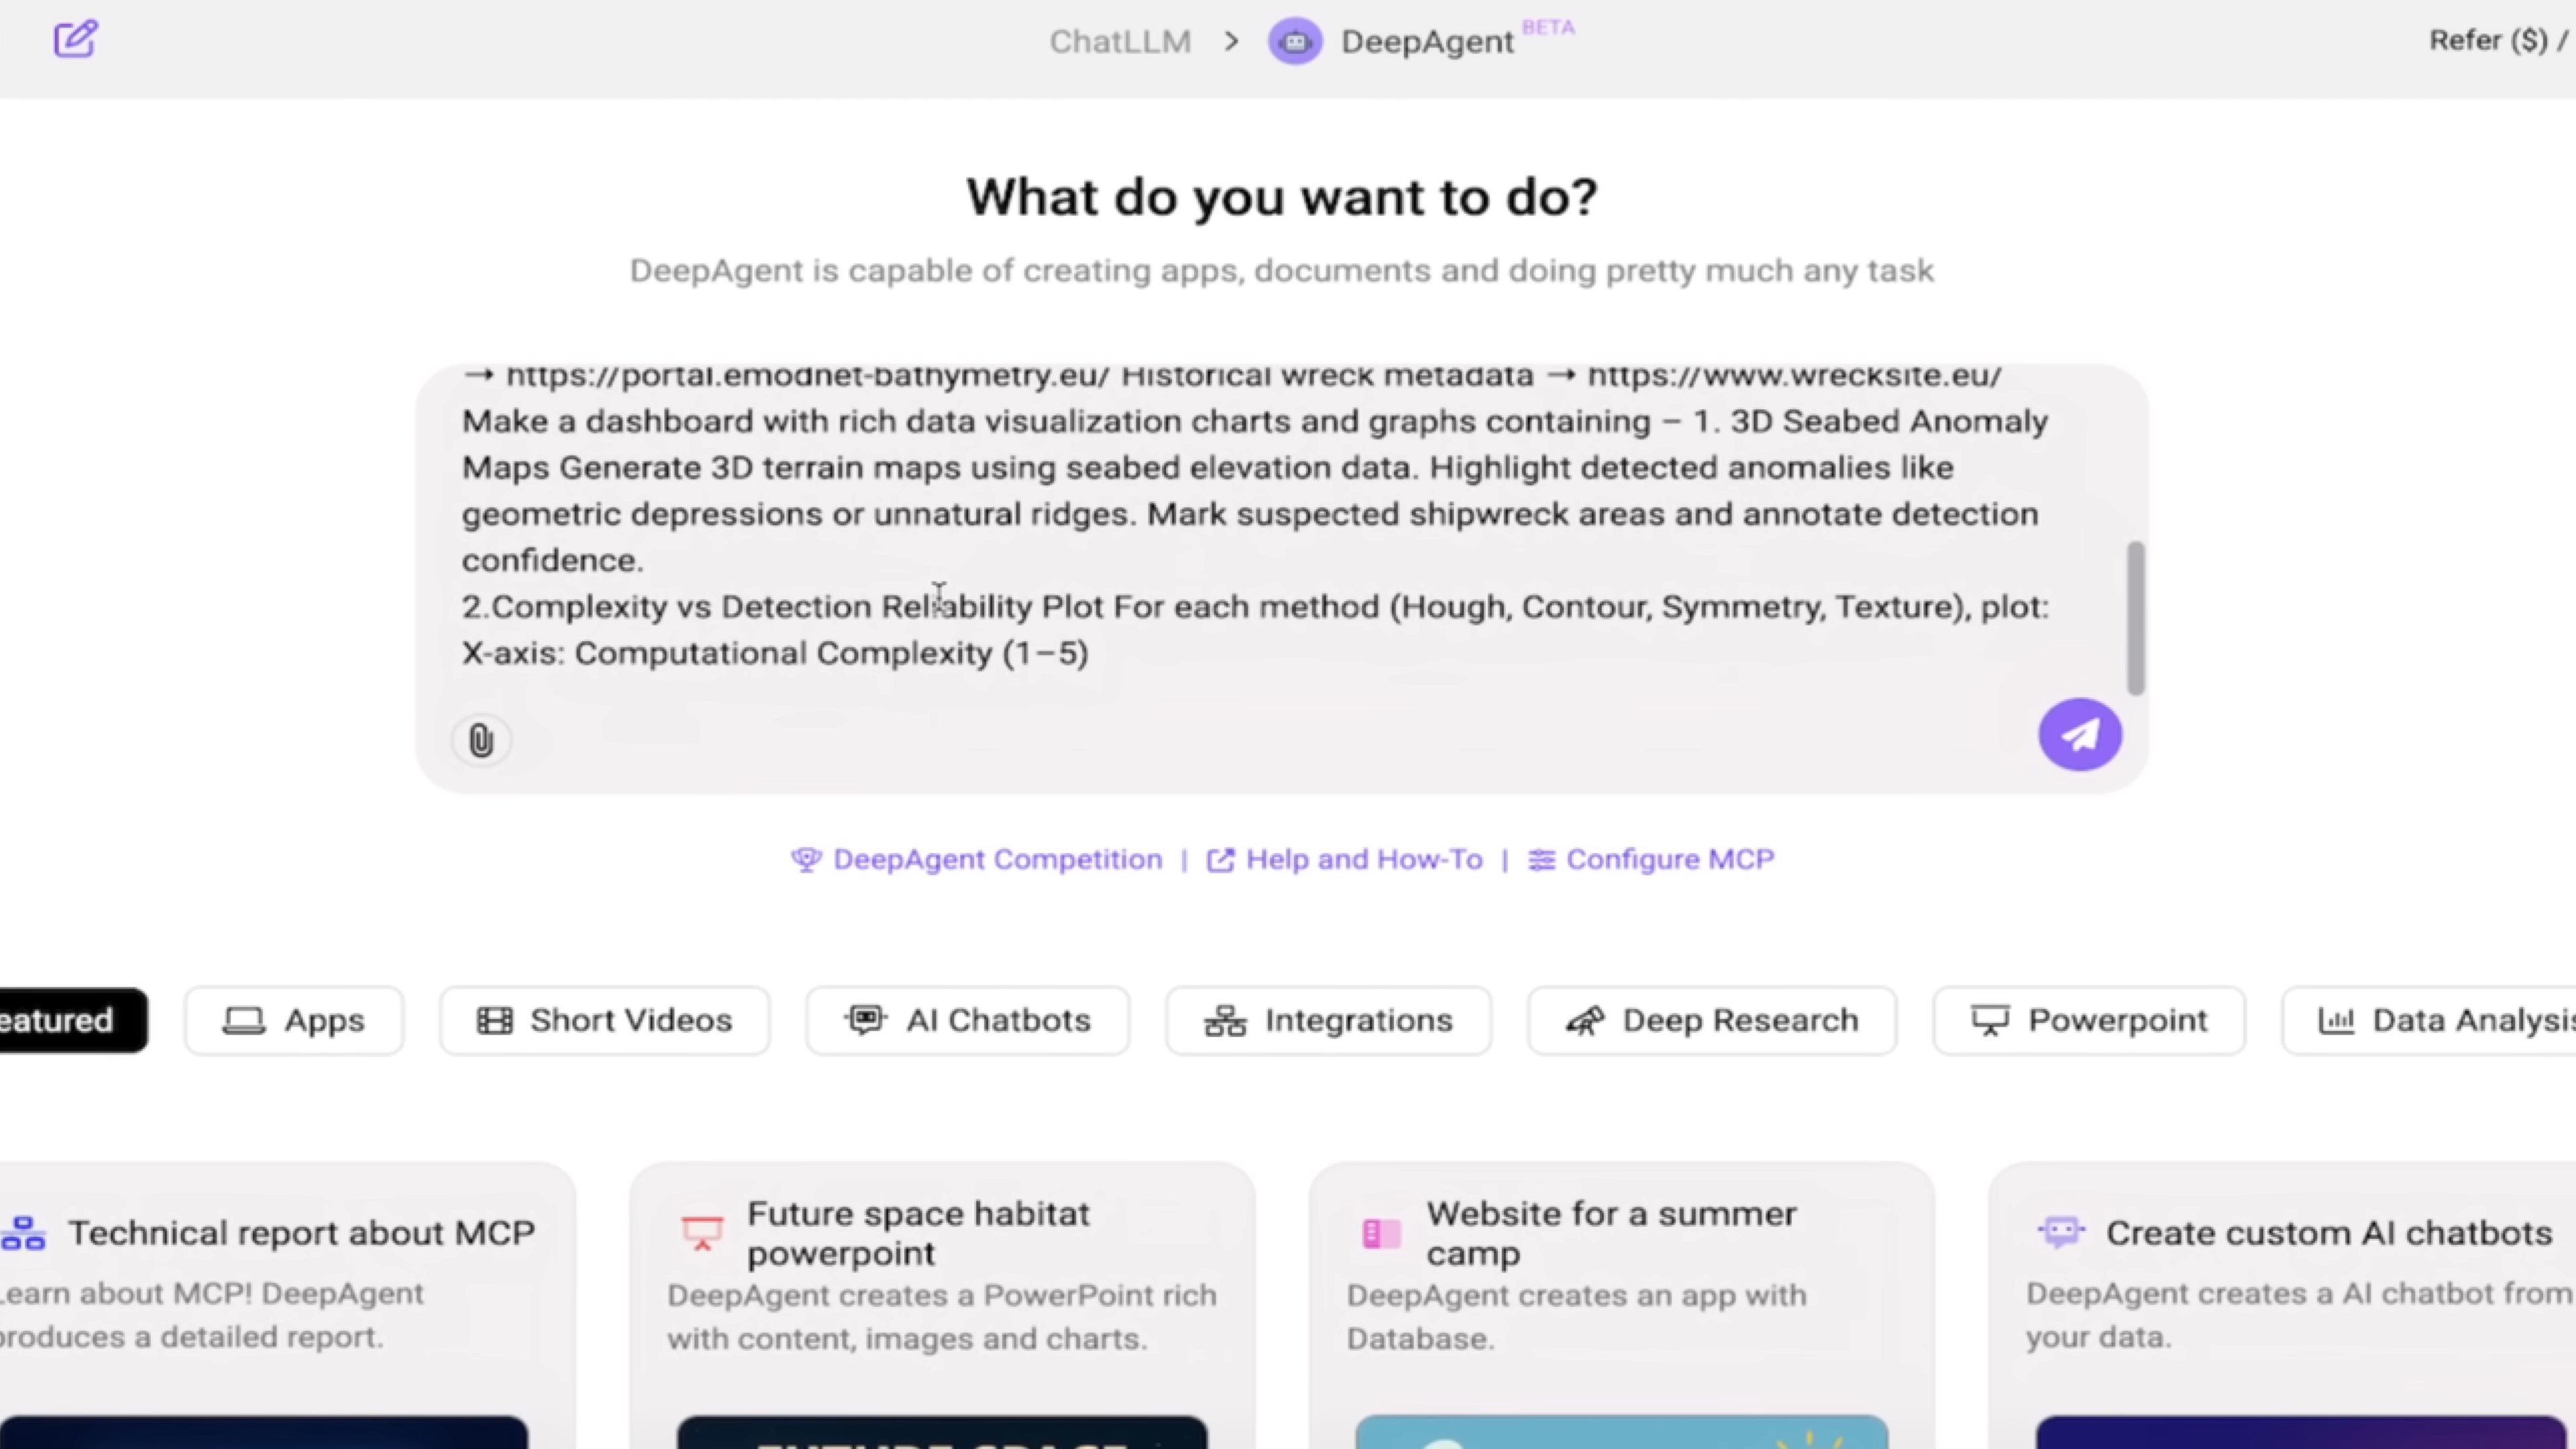 ChatLLM > DeepAgent BETA
Refer ($) /
What do you want to do?
DeepAgent is capable of creating apps, documents and doing pretty much any task
→ https://portal.emodnet-bathymetry.eu/ Historical wreck metadata → https://www.wrecksite.eu/
Make a dashboard with rich data visualization charts and graphs containing – 1. 3D Seabed Anomaly
Maps Generate 3D terrain maps using seabed elevation data. Highlight detected anomalies like
geometric depressions or unnatural ridges. Mark suspected shipwreck areas and annotate detection
confidence.
2.Complexity vs Detection Reliability Plot For each method (Hough, Contour, Symmetry, Texture), plot:
X-axis: Computational Complexity (1–5)
DeepAgent Competition | Help and How-To | Configure MCP
eatured
Apps
Short Videos
AI Chatbots
Integrations
Deep Research
Powerpoint
Data Analysis
Technical report about MCP
Learn about MCP! DeepAgent
produces a detailed report.
Future space habitat
powerpoint
DeepAgent creates a PowerPoint rich
with content, images and charts.
Website for a summer
camp
DeepAgent creates an app with
Database.
Create custom AI chatbots
DeepAgent creates a AI chatbot from
your data.
FUTURE SPACE